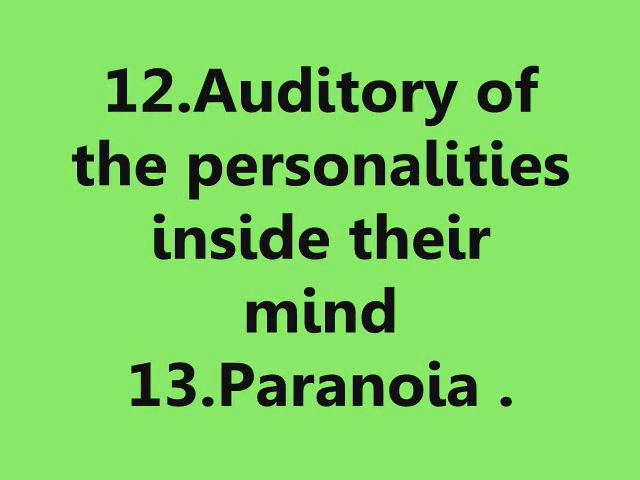 12.Auditory of
the personalities
inside their
mind
13.Paranoia .